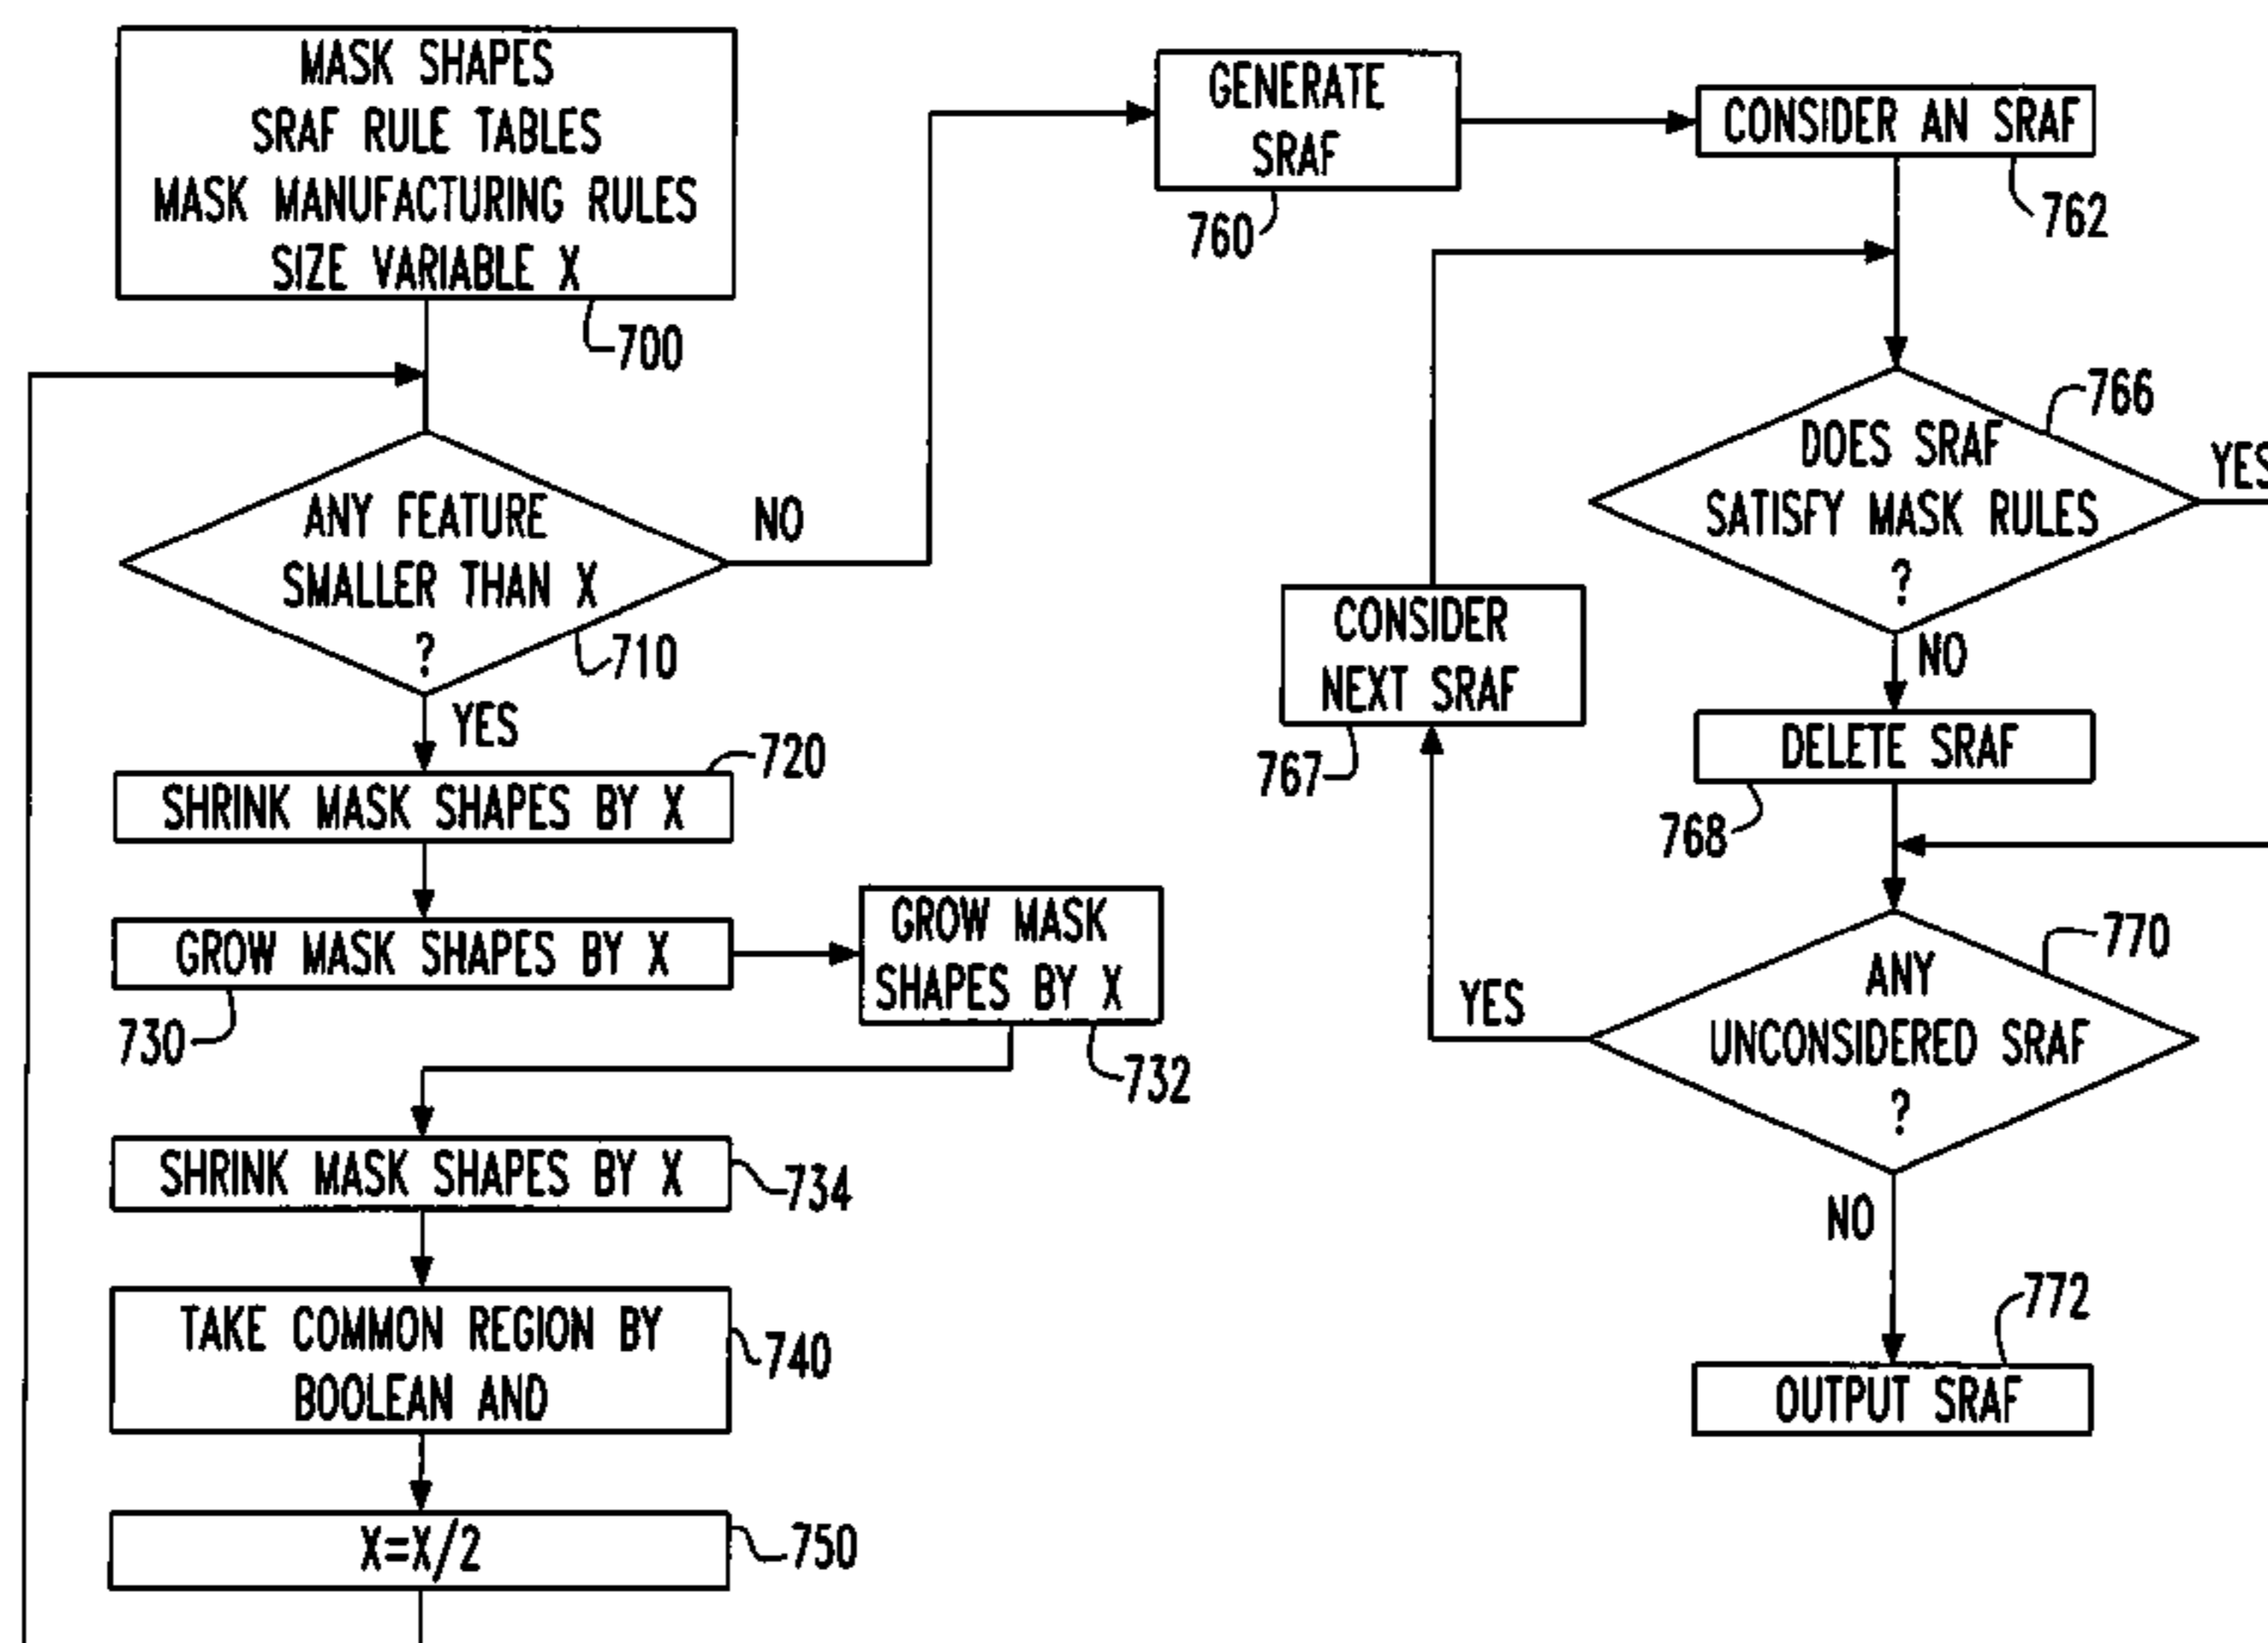 MASK SHAPES
SRAF RULE TABLES
MASK MANUFACTURING RULES
SIZE VARIABLE X
700
ANY FEATURE
SMALLER THAN X
?
710
NO
YES
720
SHRINK MASK SHAPES BY X
GROW MASK SHAPES BY X
730
GROW MASK
SHAPES BY X
732
SHRINK MASK SHAPES BY X
734
TAKE COMMON REGION BY
BOOLEAN AND
740
X=X/2
750
GENERATE
SRAF
760
CONSIDER AN SRAF
762
766
DOES SRAF
SATISFY MASK RULES
?
YES
NO
CONSIDER
NEXT SRAF
767
DELETE SRAF
768
770
ANY
UNCONSIDERED SRAF
?
YES
NO
772
OUTPUT SRAF